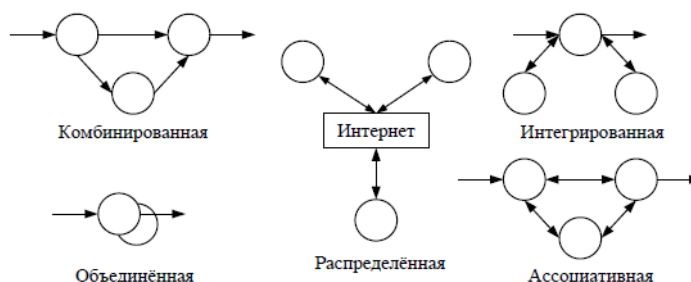 Комбинированная
Интернет
Интегрированная
Объединённая
Распределённая
Ассоциативная